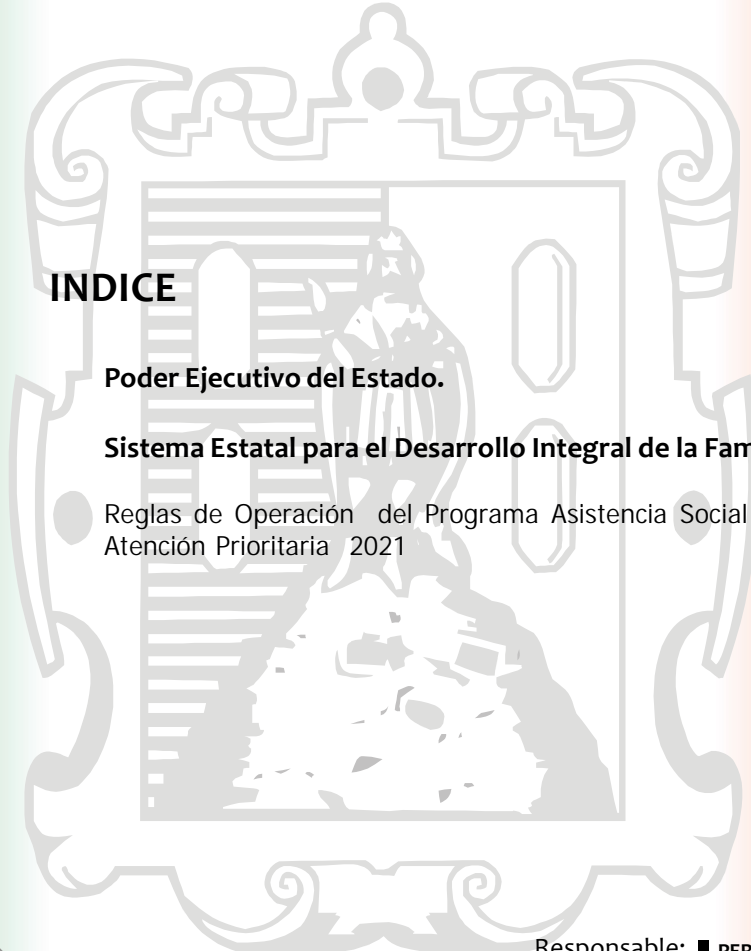 INDICE
Poder Ejecutivo del Estado.
Sistema Estatal para el Desarrollo Integral de la
Reglas de Operación del Programa Asistencia Social
Atención Prioritaria 2021
Responsable: